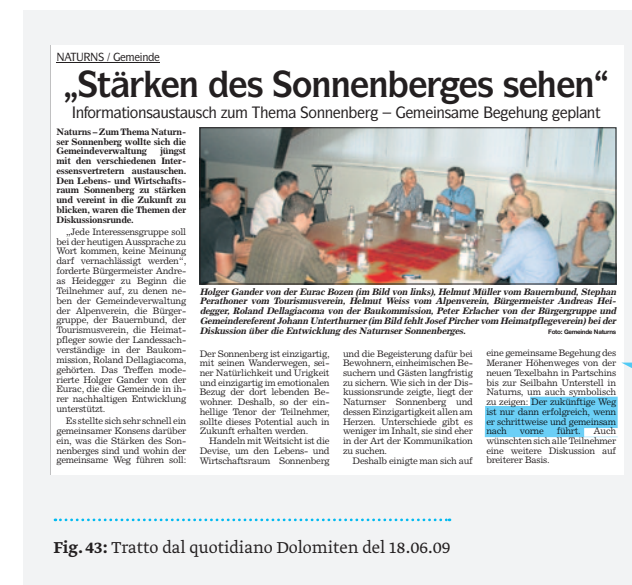 NATURNS / Gemeinde
„Stärken des Sonnenberges sehen“
Informationsaustausch zum Thema Sonnenberg – Gemeinsame Begehung geplant
Naturns – Zum Thema Naturn-
ser Sonnenberg wollte sich die
Gemeindeverwaltung jüngst
mit den verschiedenen Inter-
essensvertretern austauschen.
Den Lebens- und Wirtschafts-
raum Sonnenberg zu stärken
und vereint in die Zukunft zu
blicken, waren die Themen der
Diskussionsrunde.
„Jede Interessensgruppe soll
bei der heutigen Aussprache zu
Wort kommen, keine Meinung
darf vernachlässigt werden“,
forderte Bürgermeister Andre-
as Heidegger zu Beginn die
Teilnehmer auf, zu denen ne-
ben der Gemeindeverwaltung
der Alpenverein, die Bürger-
gruppe, der Bauernbund, der
Tourismusverein, die Heimat-
pfleger sowie der Landessach-
verständige in der Baukom-
mission, Roland Dellagiacoma,
gehörten. Das Treffen mode-
rierte Holger Gander von der
Eurac, die die Gemeinde in ih-
rer nachhaltigen Entwicklung
unterstützt.
Es stellte sich sehr schnell ein
gemeinsamer Konsens darüber
ein, was die Stärken des Son-
nenberges sind und wohin der
gemeinsame Weg führen soll:
Holger Gander von der Eurac Bozen (im Bild von links), Helmut Müller vom Bauernbund, Stephan
Perathoner vom Tourismusverein, Helmut Weiss vom Alpenverein, Bürgermeister Andreas Hei-
degger, Roland Dellagiacoma von der Baukommission, Peter Erlacher von der Bürgergruppe und
Gemeindereferent Johann Unterthurner (im Bild fehlt Josef Pircher vom Heimatpflegeverein) bei der
Diskussion über die Entwicklung des Naturnser Sonnenberges.
Foto: Gemeinde Naturns
Der Sonnenberg ist einzigartig,
mit seinen Wanderwegen, sei-
ner Natürlichkeit und Urigkeit
und einzigartig im emotionalen
Bezug der dort lebenden Be-
wohner. Deshalb, so der ein-
hellige Tenor der Teilnehmer,
sollte dieses Potential auch in
Zukunft erhalten werden.
Handeln mit Weitsicht ist die
Devise, um den Lebens- und
Wirtschaftsraum Sonnenberg
und die Begeisterung dafür bei
Bewohnern, einheimischen Be-
suchern und Gästen langfristig
zu sichern. Wie sich in der Dis-
kussionsrunde zeigte, liegt der
Naturnser Sonnenberg und
dessen Einzigartigkeit allen am
Herzen. Unterschiede gibt es
weniger im Inhalt, sie sind eher
in der Art der Kommunikation
zu suchen.
Deshalb einigte man sich auf
eine gemeinsame Begehung des
Meraner Höhenweges von der
neuen Texelbahn in Partschins
bis zur Seilbahn Unterstell in
Naturns, um auch symbolisch
zu zeigen: Der zukünftige Weg
ist nur dann erfolgreich, wenn
er schrittweise und gemeinsam
nach vorne führt. Auch
wünschten sich alle Teilnehmer
eine weitere Diskussion auf
breiterer Basis.
Fig. 43: Tratto dal quotidiano Dolomiten del 18.06.09